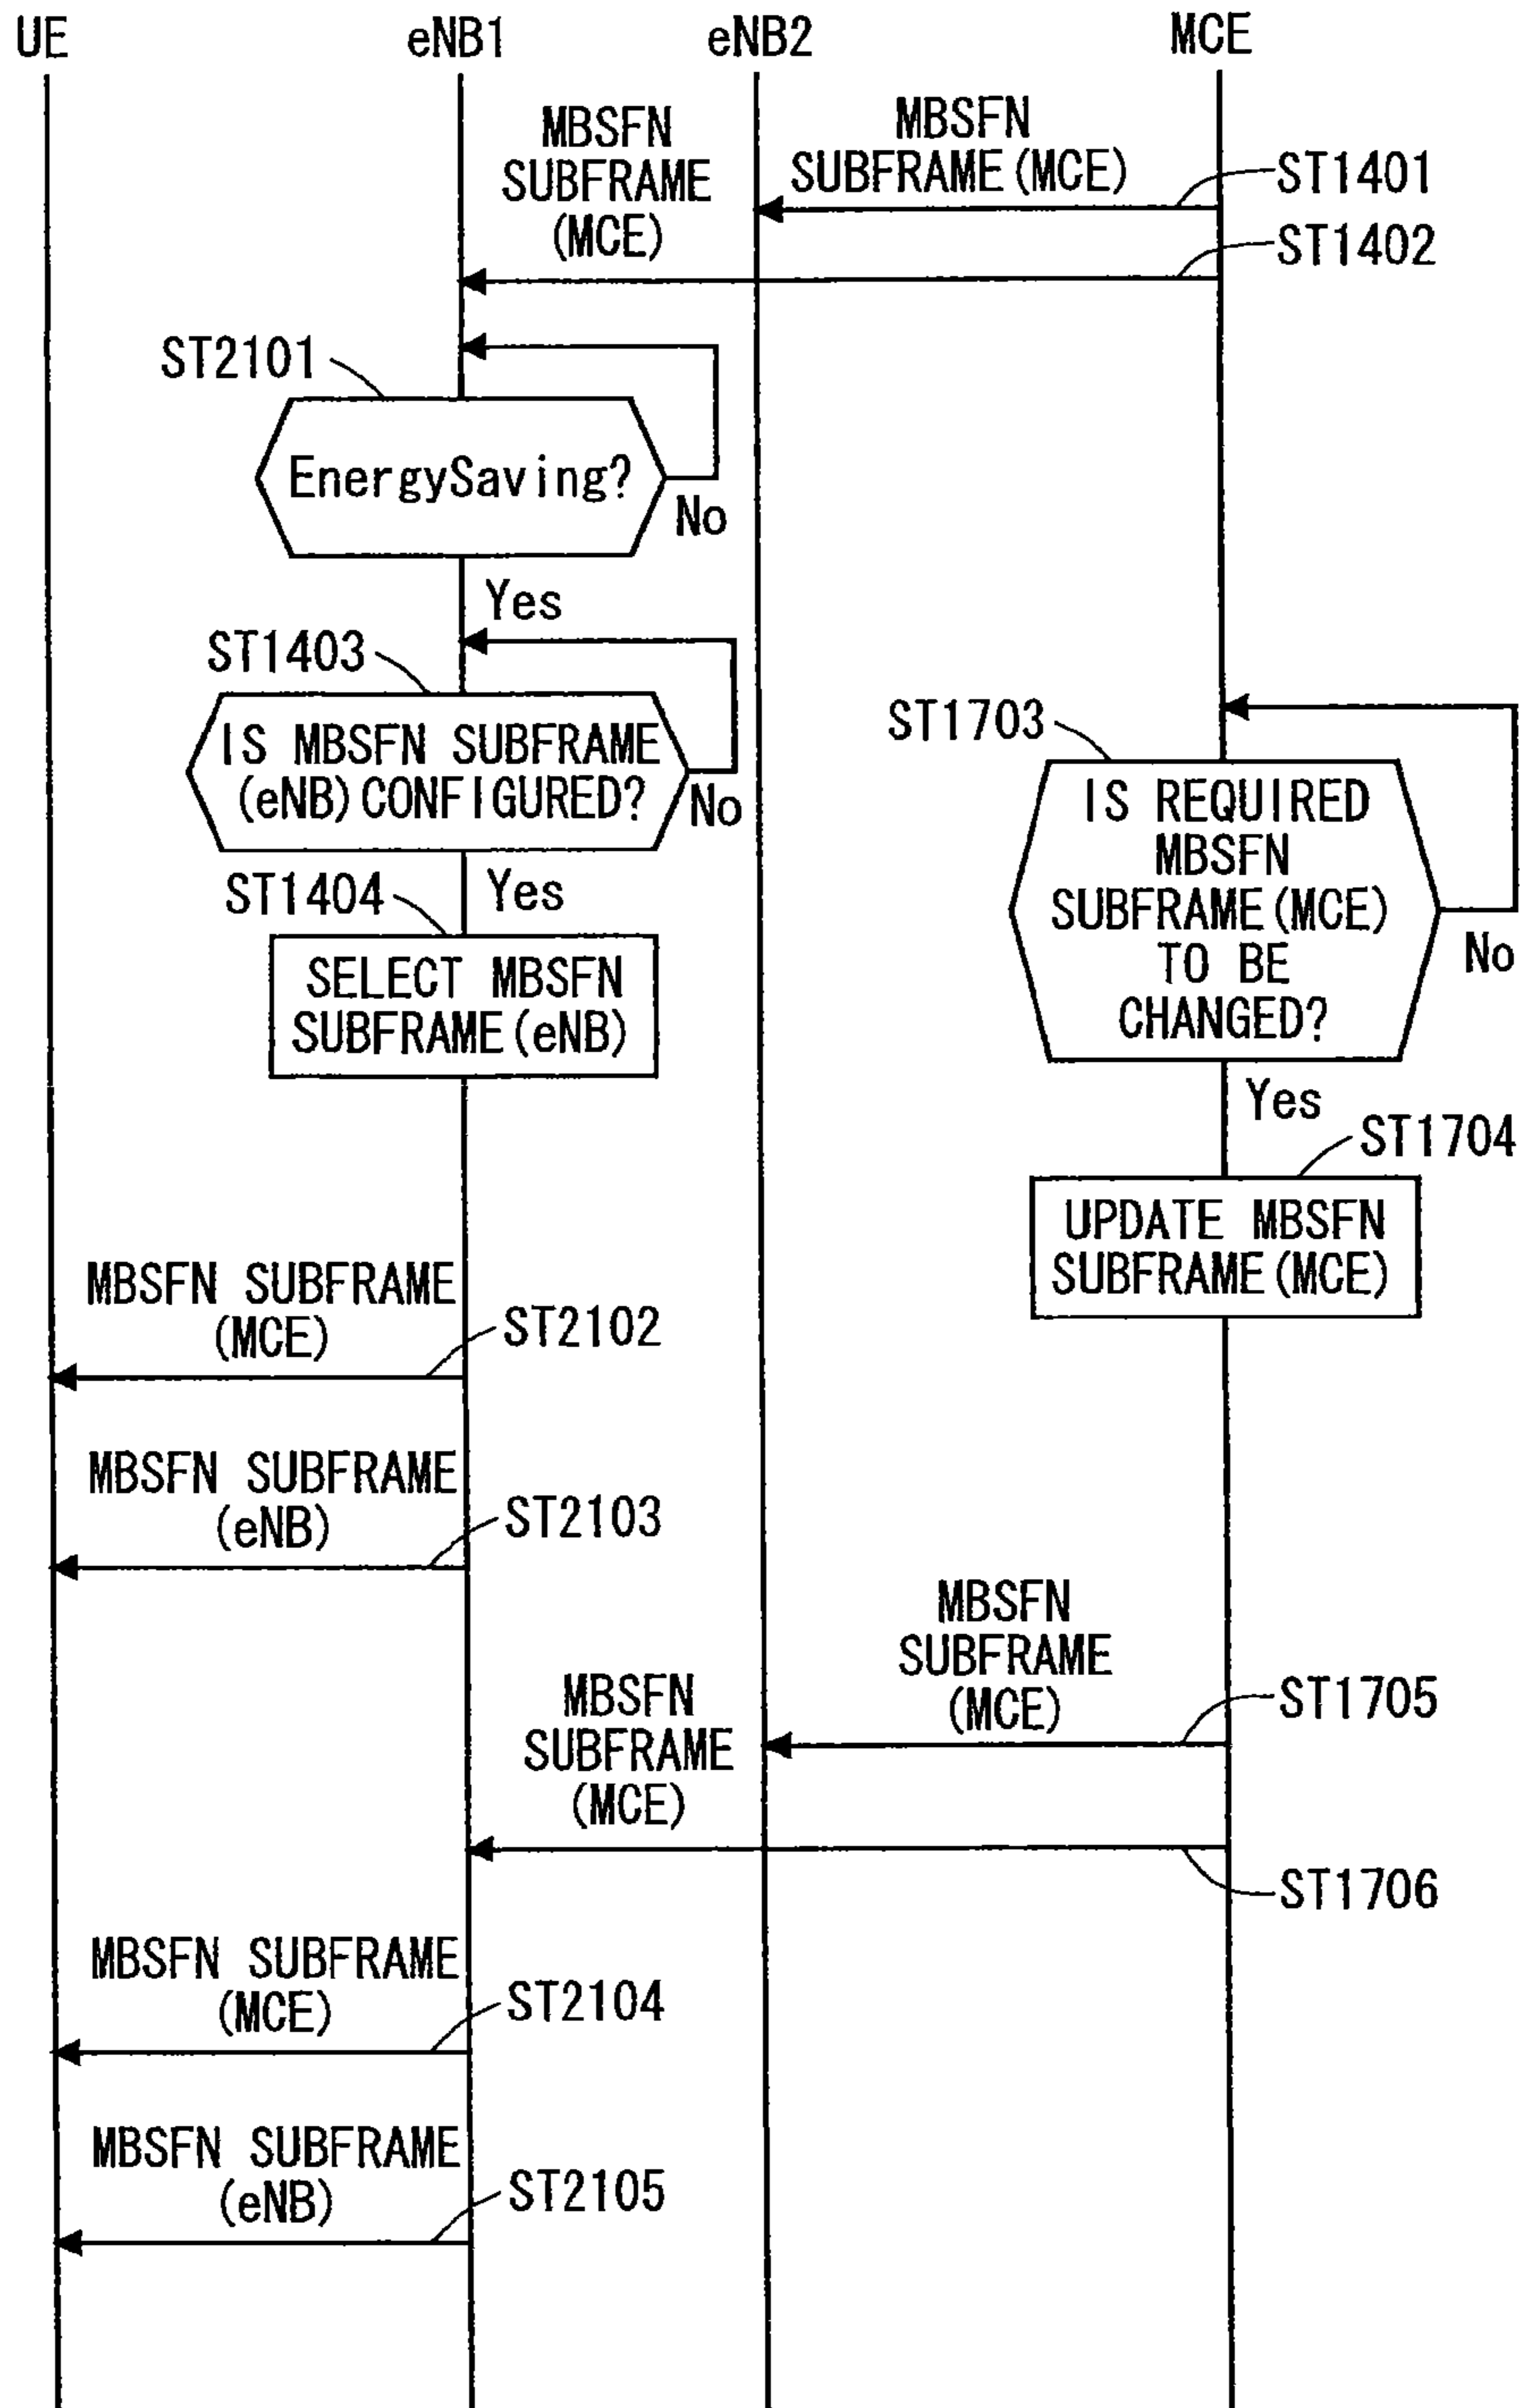 UE
eNB1
eNB2
MCE
MBSFN
SUBFRAME
(MCE)
MBSFN
SUBFRAME(MCE)
ST1401
ST1402
ST2101
EnergySaving?
No
Yes
ST1403
IS MBSFN SUBFRAME
(eNB)CONFIGURED?
No
Yes
ST1404
SELECT MBSFN
SUBFRAME(eNB)
ST1703
IS REQUIRED
MBSFN
SUBFRAME(MCE)
TO BE
CHANGED?
No
Yes
ST1704
UPDATE MBSFN
SUBFRAME(MCE)
MBSFN SUBFRAME
(MCE)
ST2102
MBSFN SUBFRAME
(eNB)
ST2103
MBSFN
SUBFRAME
(MCE)
ST1705
MBSFN
SUBFRAME
(MCE)
ST1706
MBSFN SUBFRAME
(MCE)
ST2104
MBSFN SUBFRAME
(eNB)
ST2105